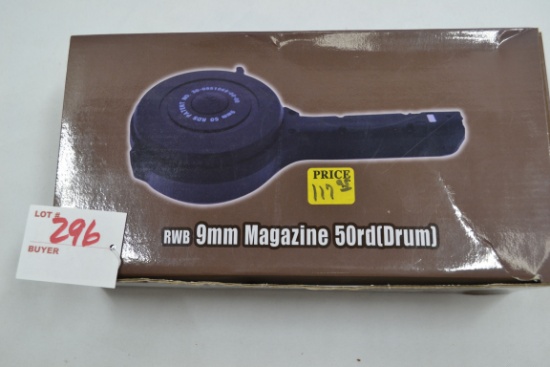 PRICE
117
LOT #
296
BUYER
RWB 9mm Magazine 50rd(Drum)